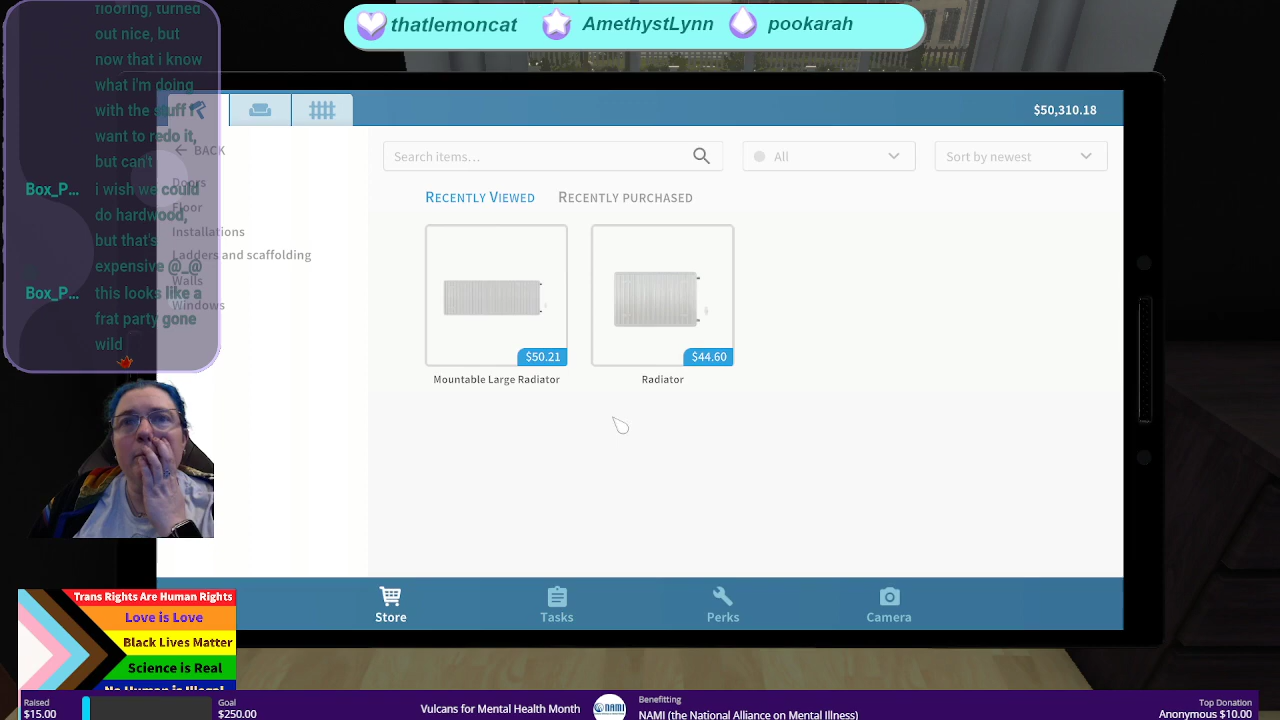 flooring, turned
out nice, but
now that i know
what i'm doing
with the stuff I
want to redo it,
but can't
Box_P... i wish we could
do hardwood,
but that's
expensive @_@
Box_P... this looks like a
frat party gone
wild
thatlemoncat AmethystLynn pookarah
$50,310.18
BACK
Doors
Floor
Installations
Ladders and scaffolding
Walls
Windows
Search items...
All
Sort by newest
RECENTLY VIEWED RECENTLY PURCHASED
$50.21
Mountable Large Radiator
$44.60
Radiator
Store
Tasks
Perks
Camera
Trans Rights Are Human Rights
Love is Love
Black Lives Matter
Science is Real
No Human is Illegal
Raised
$15.00
Goal
$250.00
Vulcans for Mental Health Month
NAMI
Benefitting
NAMI (the National Alliance on Mental Illness)
Top Donation
Anonymous $10.00